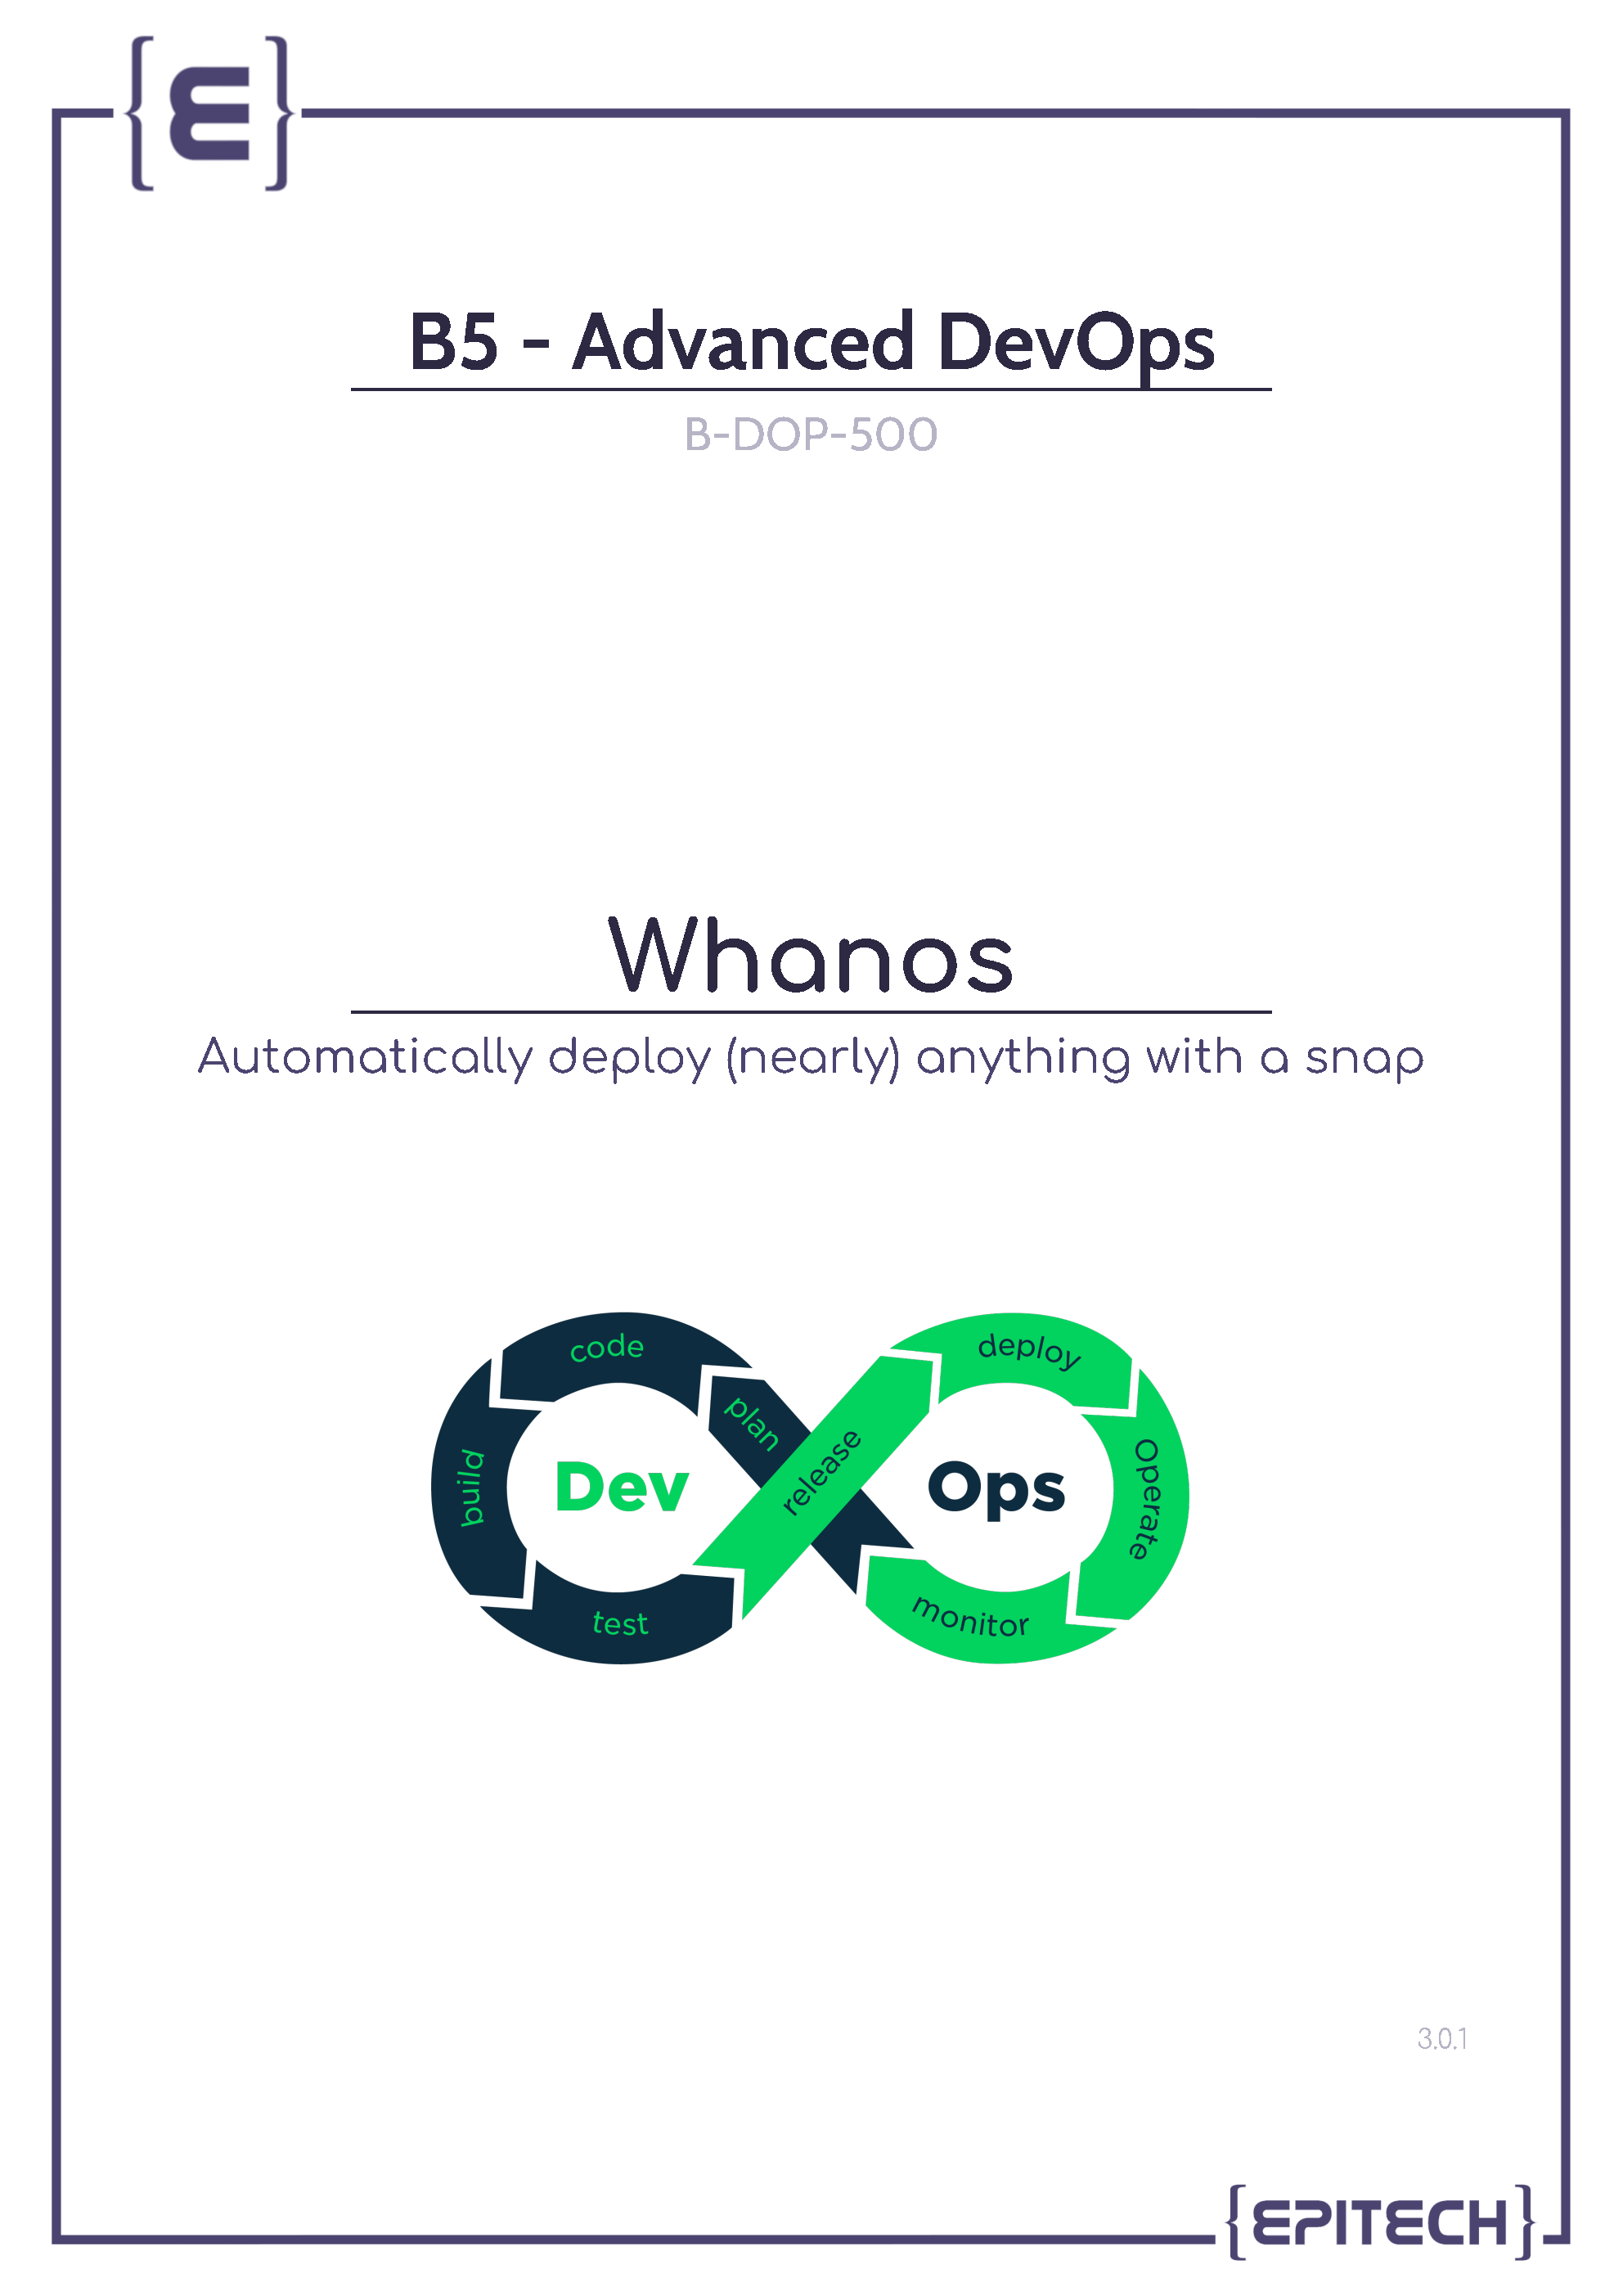 {E}
B5 - Advanced DevOps
B-DOP-500
Whanos
Automatically deploy (nearly) anything with a snap
code
deploy
plan
release
build
Dev
Ops
Operate
test
monitor
3.0.1
{EPITECH}